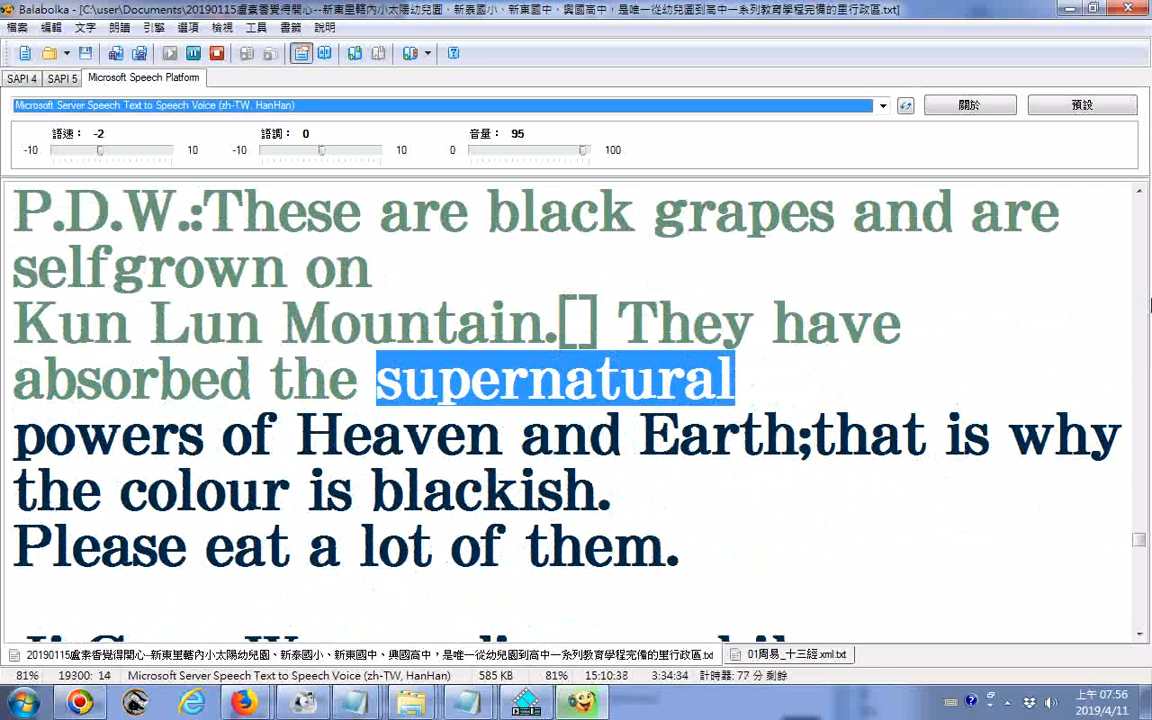 Balabolka - [C:\user\Documents\20190115盧素香覺得開心--新東里轄內小太陽幼兒園、新泰國小、新東國中、興國高中，是唯一從幼兒園到高中一系列教育學程完備的里行政區.txt]
檔案 編輯 文字 朗讀 引擎 選項 檢視 工具 書籤 說明
SAPI 4 SAPI 5 Microsoft Speech Platform
Microsoft Server Speech Text to Speech Voice (zh-TW, HanHan)
關於 預設
語速： -2 語調： 0 音量： 95
-10 10 -10 10 0 100
P.D.W.:These are black grapes and are
selfgrown on
Kun Lun Mountain.[] They have
absorbed the supernatural
powers of Heaven and Earth;that is why
the colour is blackish.
Please eat a lot of them.
20190115盧素香覺得開心--新東里轄內小太陽幼兒園、新泰國小、新東國中、興國高中，是唯一從幼兒園到高中一系列教育學程完備的里行政區.txt 01周易_十三經.xml.txt
81% 19300: 14 Microsoft Server Speech Text to Speech Voice (zh-TW, HanHan) 585 KB 81% 15:10:38 3:34:34 計時器: 77 分 剩餘
上午 07:56
2019/4/11